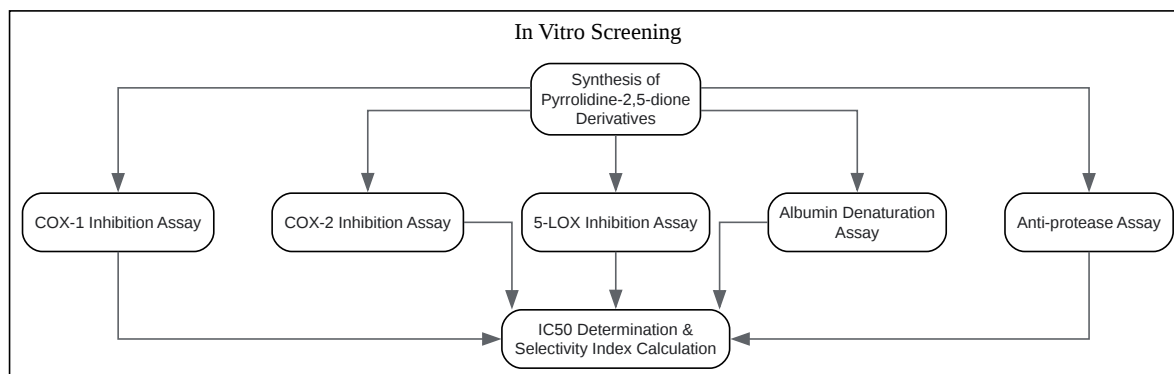 In Vitro Screening
Synthesis of
Pyrrolidine-2,5-dione
Derivatives
COX-1 Inhibition Assay
COX-2 Inhibition Assay
5-LOX Inhibition Assay
Albumin Denaturation
Assay
Anti-protease Assay
IC50 Determination &
Selectivity Index Calculation